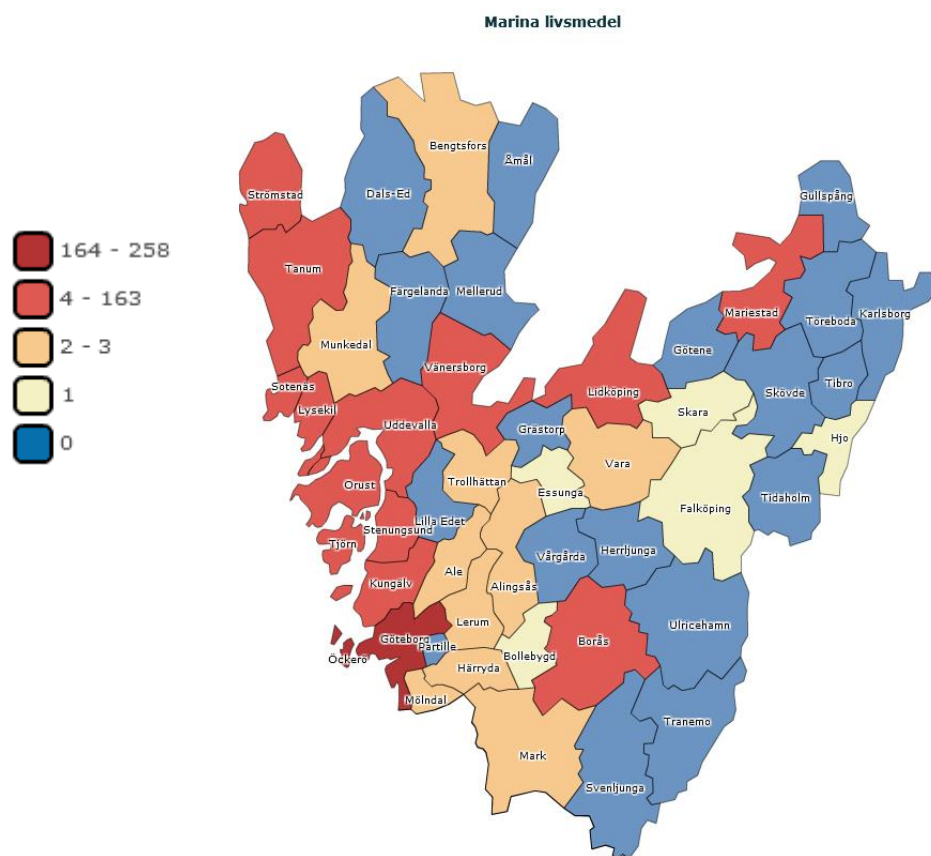 Marina livsmedel
Bengtsfors
Åmål
Dals-Ed
Strömstad
Gullspång
164 - 258
Tanum
Färgelanda
Mellerud
4 - 163
Mariestad
Töreboda
Karlsborg
2 - 3
Munkedal
Götene
Vänersborg
Skövde
Tibro
1
Sotenäs
Lysekil
Lidköping
Skara
Uddevalla
Grästorp
Hjo
0
Vara
Trollhättan
Orust
Essunga
Tidaholm
Falköping
Lilla Edet
Stenungsund
Tjörn
Vårgårda
Herrljunga
Ale
Kungälv
Alingsås
Lerum
Ulricehamn
Göteborg
Partille
Borås
Öckerö
Bollebygd
Härryda
Mölndal
Tranemo
Mark
Svenljunga